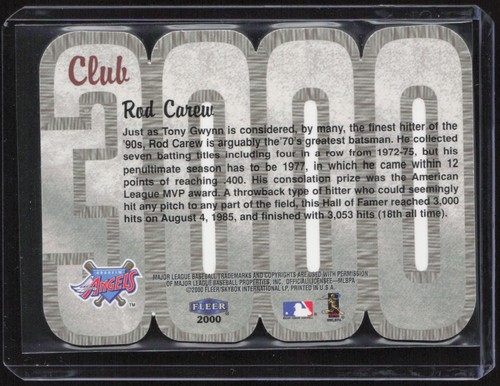 Club
3000
Rod Carew
Just as Tony Gwynn is considered, by many, the finest hitter of the
'90s, Rod Carew is arguably the '70's greatest batsman. He collected
seven batting titles including four in a row from 1972-75, but his
penultimate season has to be 1977, in which he came within 12
points of reaching .400. His consolation prize was the American
League MVP award. A throwback type of hitter who could seemingly
hit any pitch to any part of the field, this Hall of Famer reached 3,000
hits on August 4, 1985, and finished with 3,053 hits (18th all time).
ANGELS
TM
MAJOR LEAGUE BASEBALL TRADEMARKS AND COPYRIGHTS ARE USED WITH PERMISSION
OF MAJOR LEAGUE BASEBALL PROPERTIES, INC. OFFICIAL LICENSEE—MLBPA
©2000 FLEER/SKYBOX INTERNATIONAL LP, PRINTED IN U.S.A.
FLEER
2000